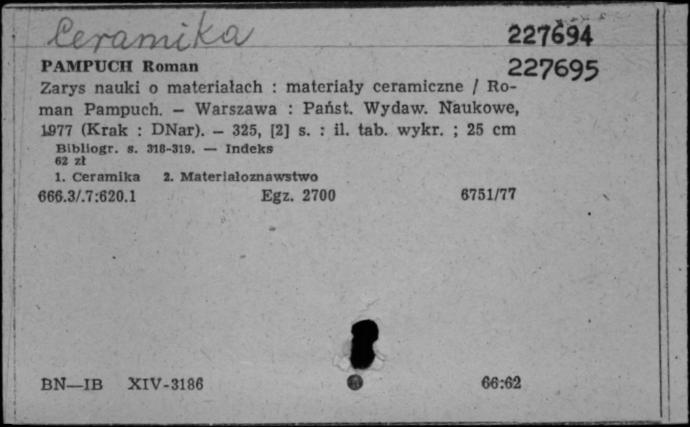 Ceramika
227694
PAMPUCH Roman
227695
Zarys nauki o materiałach : materiały ceramiczne / Ro-
man Pampuch. — Warszawa : Państ. Wydaw. Naukowe,
1977 (Krak : DNar). — 325, [2] s. : il. tab. wykr. ; 25 cm
Bibliogr. s. 318-319. — Indeks
62 zł
1. Ceramika 2. Materiałoznawstwo
666.3/.7:620.1 Egz. 2700 6751/77
BN—IB XIV-3186 66:62